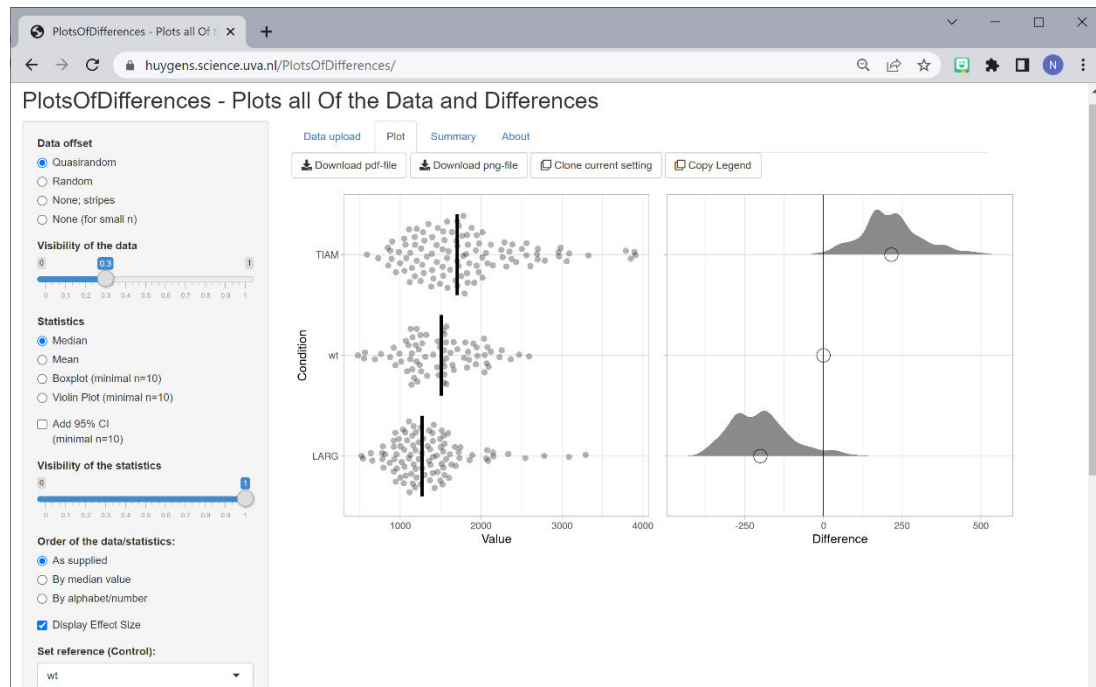 PlotsOfDifferences - Plots all Of t
huygens.science.uva.nl/PlotsOfDifferences/
N
PlotsOfDifferences - Plots all Of the Data and Differences
Data offset
Quasirandom
Random
None; stripes
None (for small n)
Visibility of the data
0 0.3 1
0 0.1 0.2 0.3 0.4 0.5 0.6 0.7 0.8 0.9 1
Statistics
Median
Mean
Boxplot (minimal n=10)
Violin Plot (minimal n=10)
Add 95% CI
(minimal n=10)
Visibility of the statistics
0 1
0 0.1 0.2 0.3 0.4 0.5 0.6 0.7 0.8 0.9 1
Order of the data/statistics:
As supplied
By median value
By alphabet/number
Display Effect Size
Set reference (Control):
wt
Data upload Plot Summary About
Download pdf-file Download png-file Clone current setting Copy Legend
Condition
TIAM
wt
LARG
1000 2000 3000 4000
Value
-250 0 250 500
Difference